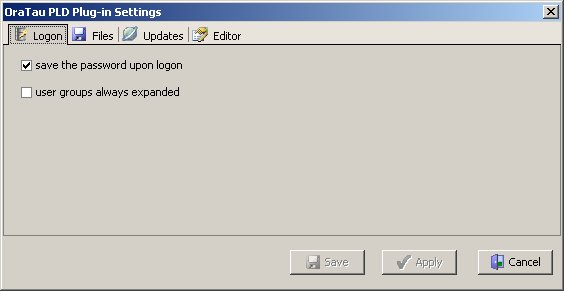 OraTau PLD Plug-in Settings
Logon Files Updates Editor
save the password upon logon
user groups always expanded
Save Apply Cancel